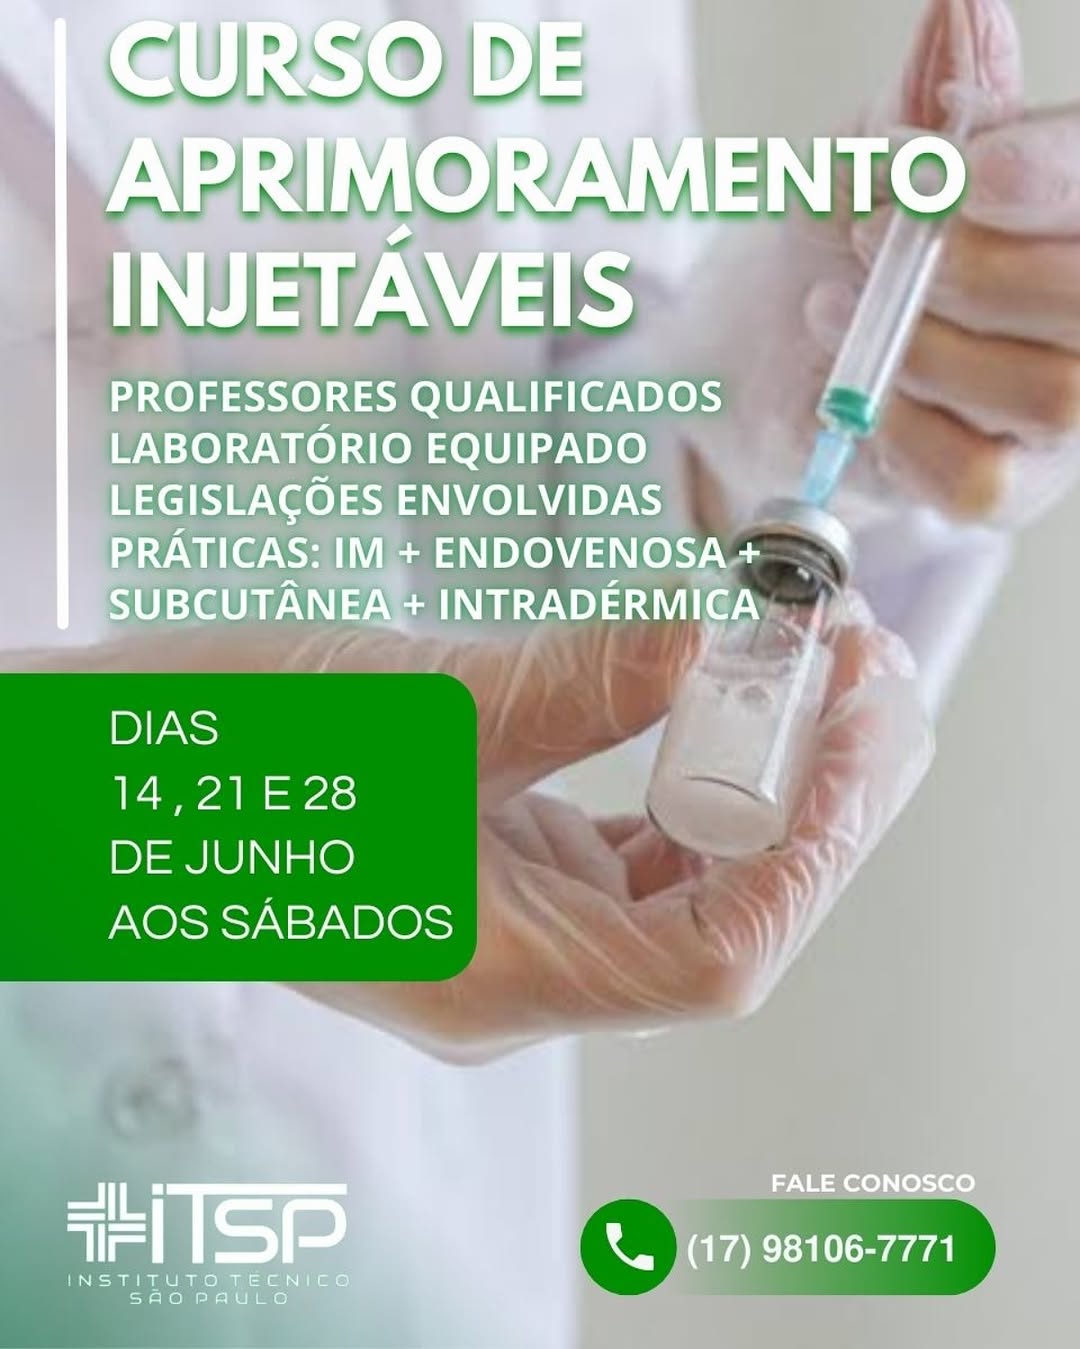 CURSO DE
APRIMORAMENTO
INJETÁVEIS
PROFESSORES QUALIFICADOS
LABORATÓRIO EQUIPADO
LEGISLAÇÕES ENVOLVIDAS
PRÁTICAS: IM + ENDOVENOSA +
SUBCUTÂNEA + INTRADÉRMICA
DIAS
14 , 21 E 28
DE JUNHO
AOS SÁBADOS
iTSP
INSTITUTO TÉCNICO
SÃO PAULO
FALE CONOSCO
(17) 98106-7771